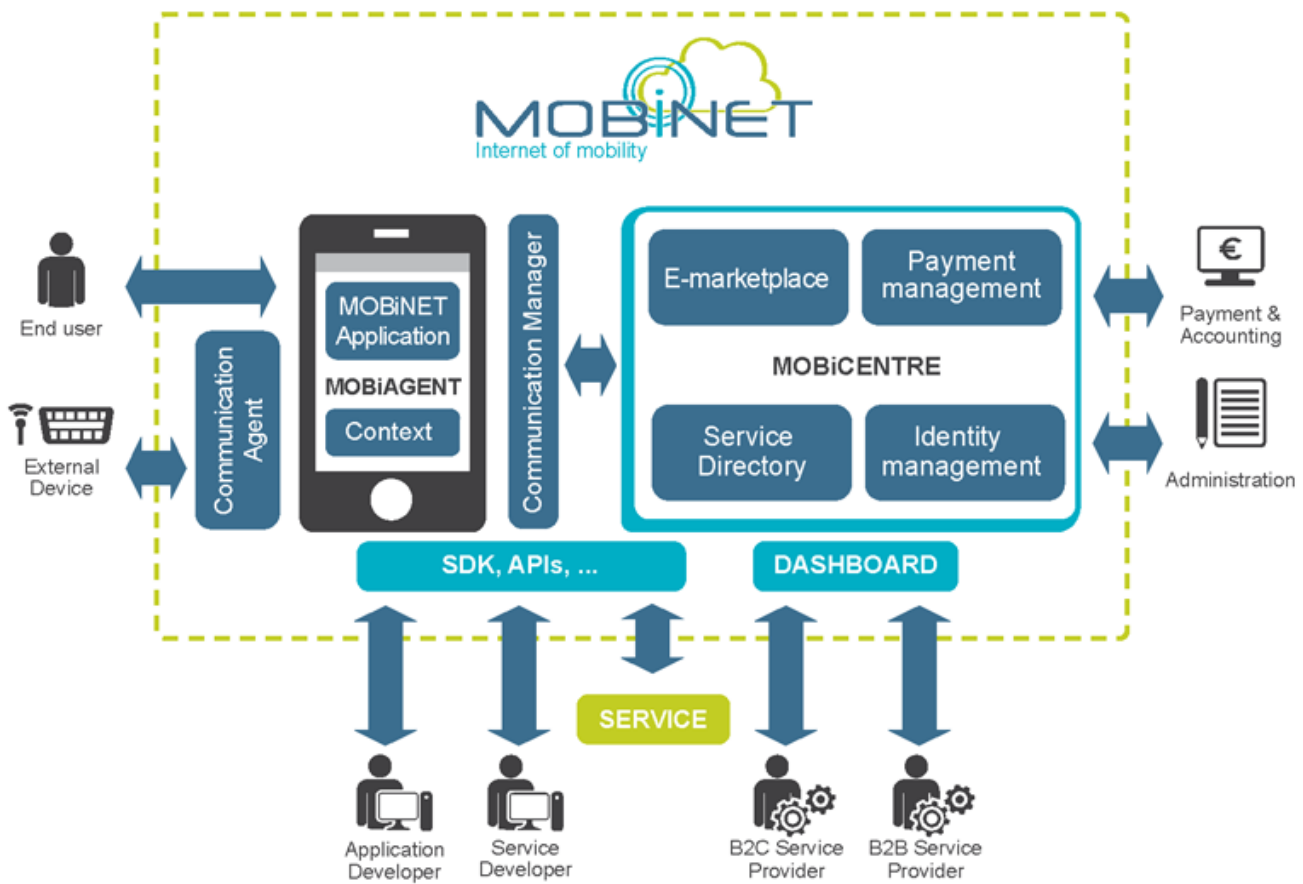 MOBiNET
Internet of mobility
End user
External
Device
Communication
Agent
MOBiNET
Application
MOBiAGENT
Context
Communication Manager
E-marketplace
Payment
management
MOBiCENTRE
Service
Directory
Identity
management
€
Payment &
Accounting
Administration
SDK, APIs, ...
DASHBOARD
SERVICE
Application
Developer
Service
Developer
B2C Service
Provider
B2B Service
Provider